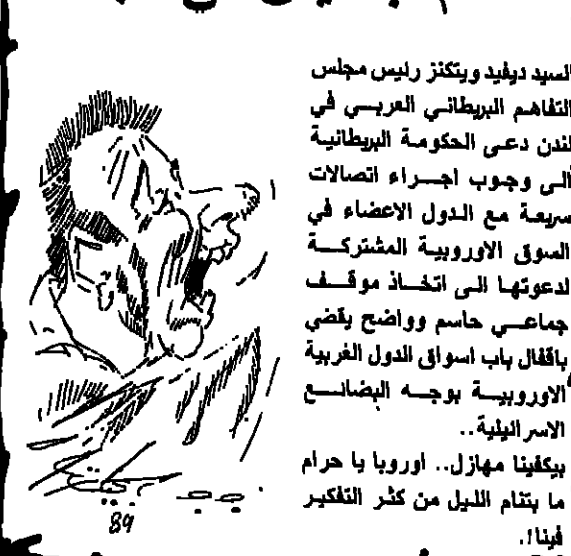 السيد ديفيد ويتكنز رئيس مجلس
التفاهم البريطاني العربي في
لندن دعى الحكومة البريطانية
الى وجوب اجراء اتصالات
سريعة مع الدول الاعضاء في
السوق الاوروبية المشتركة
لدعوتها الى اتخاذ موقف
جماعي حاسم وواضح يقضي
باقفال باب اسواق الدول الغربية
الاوروبية بوجه البضائع
الاسرائيلية..
بيكفينا مهازل.. اوروبا يا حرام
ما بتنام الليل من كثر التفكير
فينا!.
89